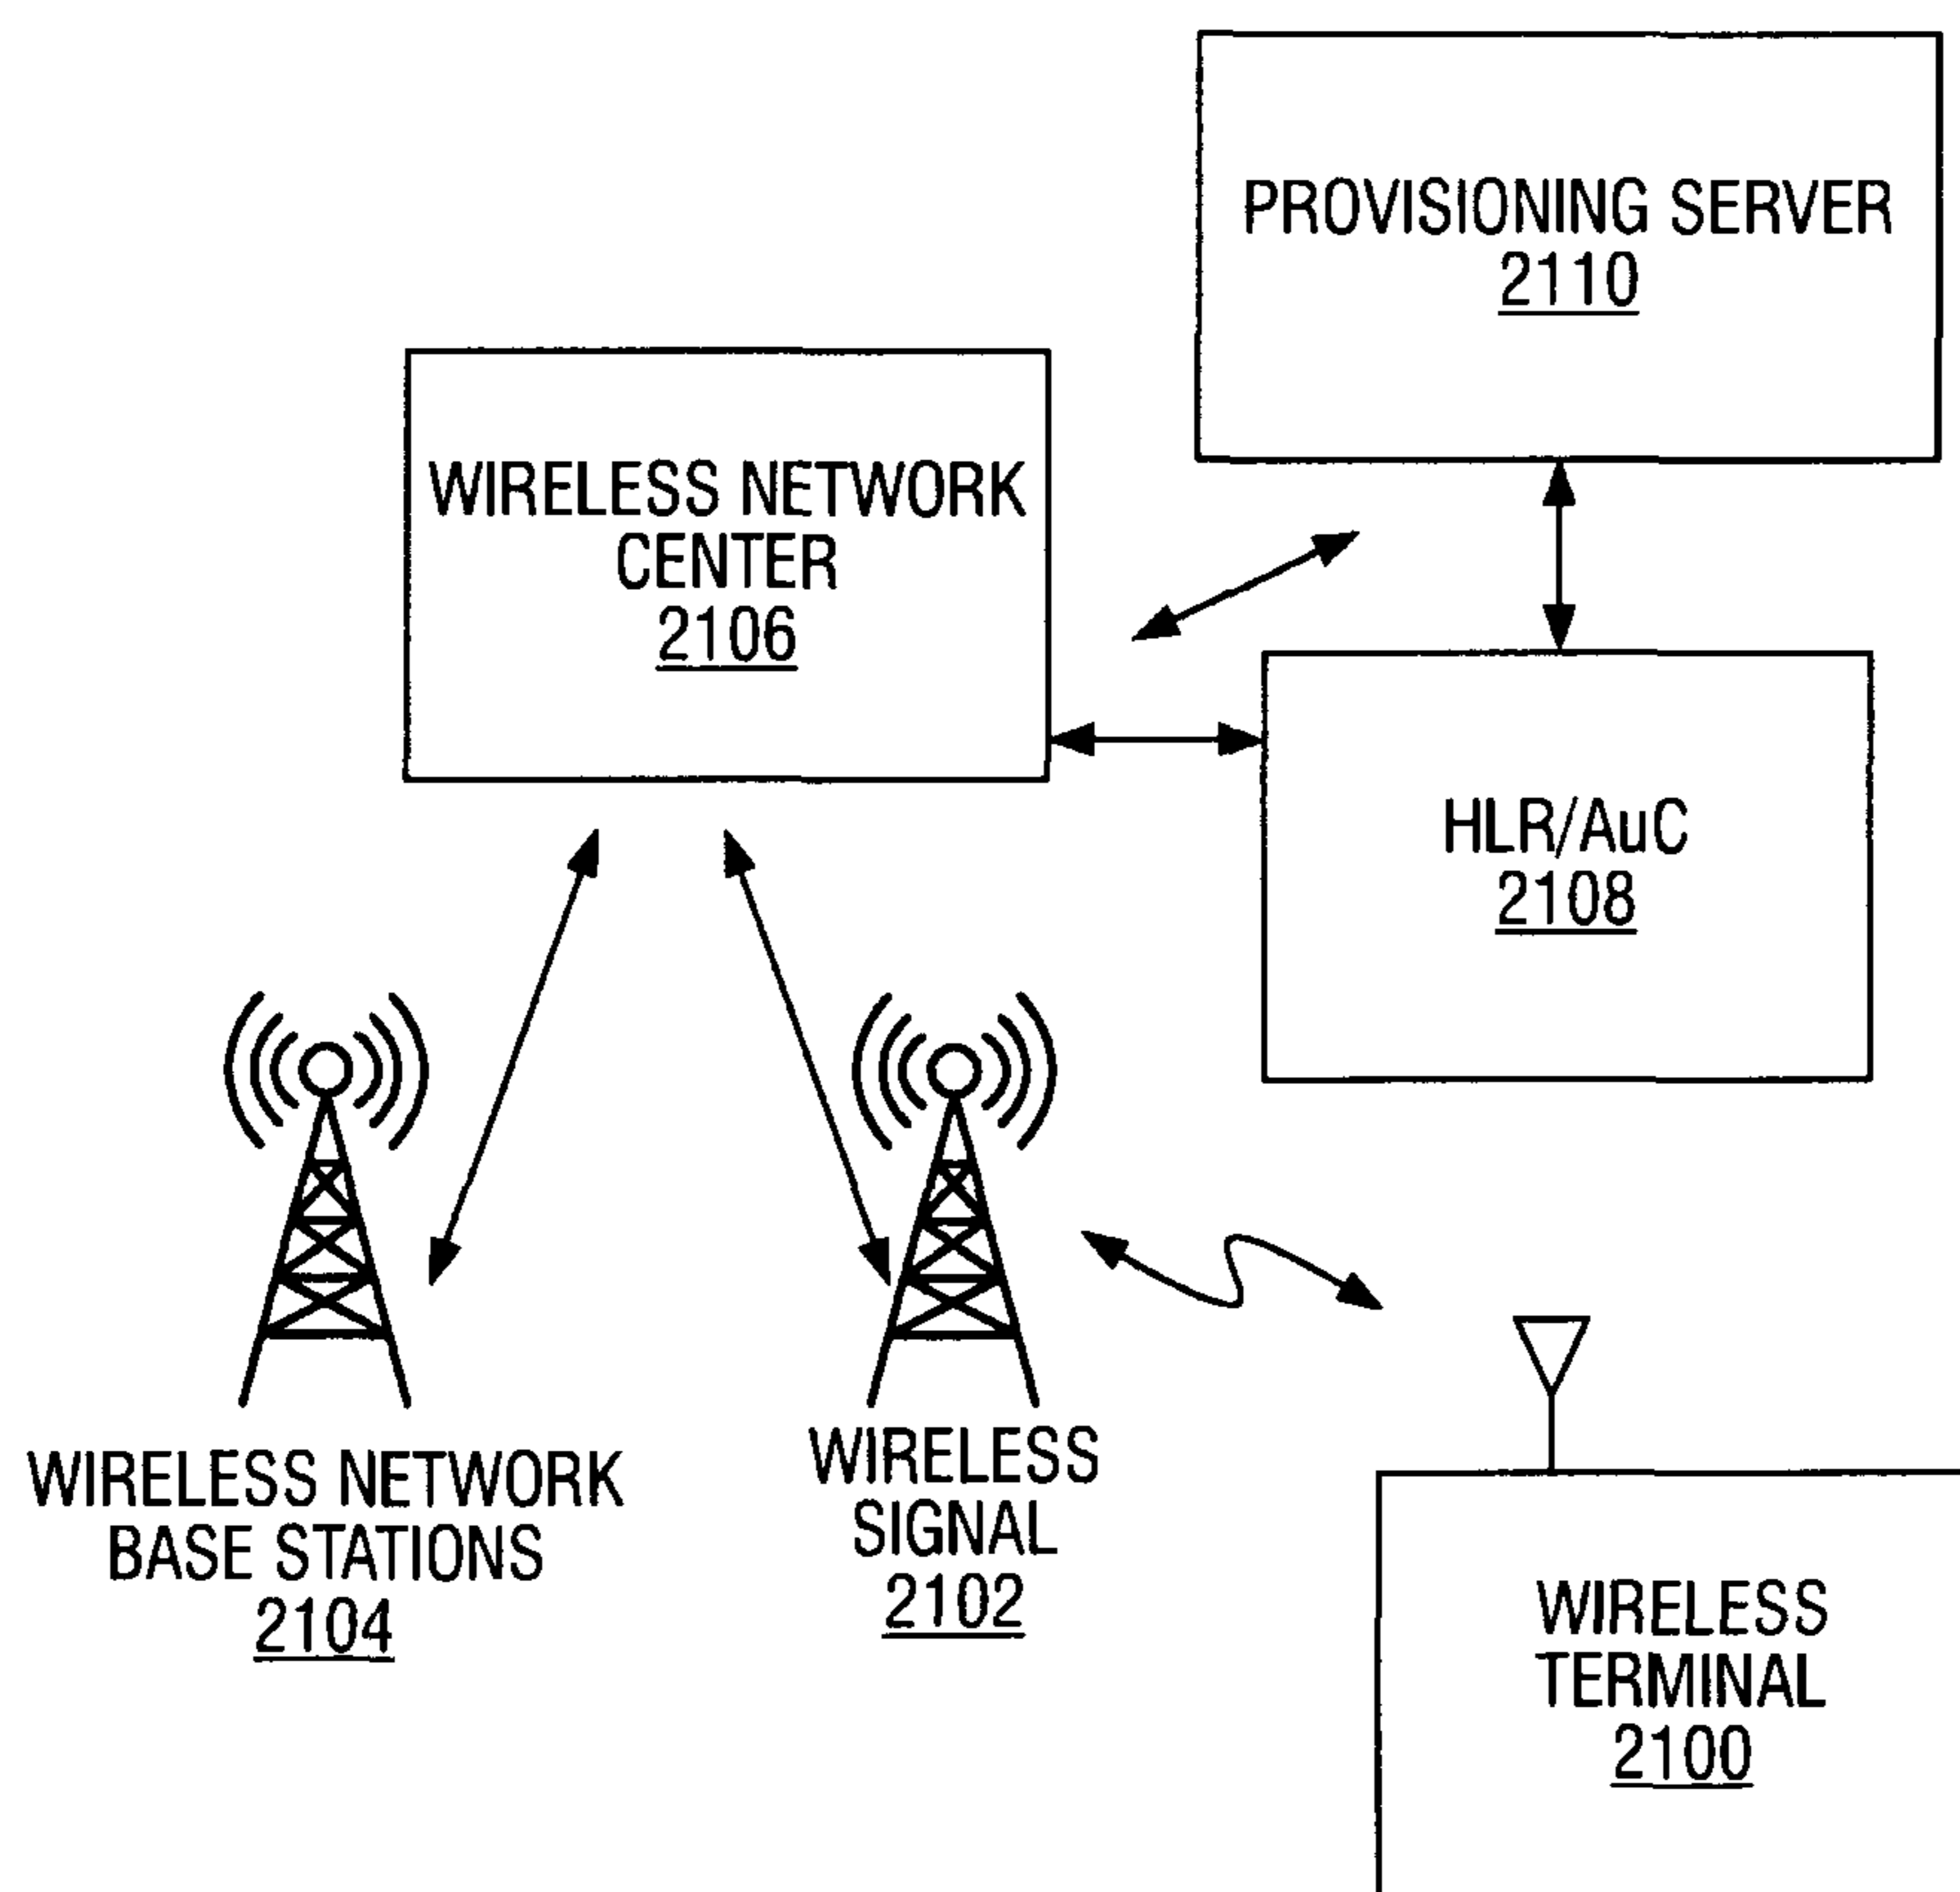 PROVISIONING SERVER
2110
WIRELESS NETWORK
CENTER
2106
HLR/AuC
2108
WIRELESS NETWORK
BASE STATIONS
2104
WIRELESS
SIGNAL
2102
WIRELESS
TERMINAL
2100